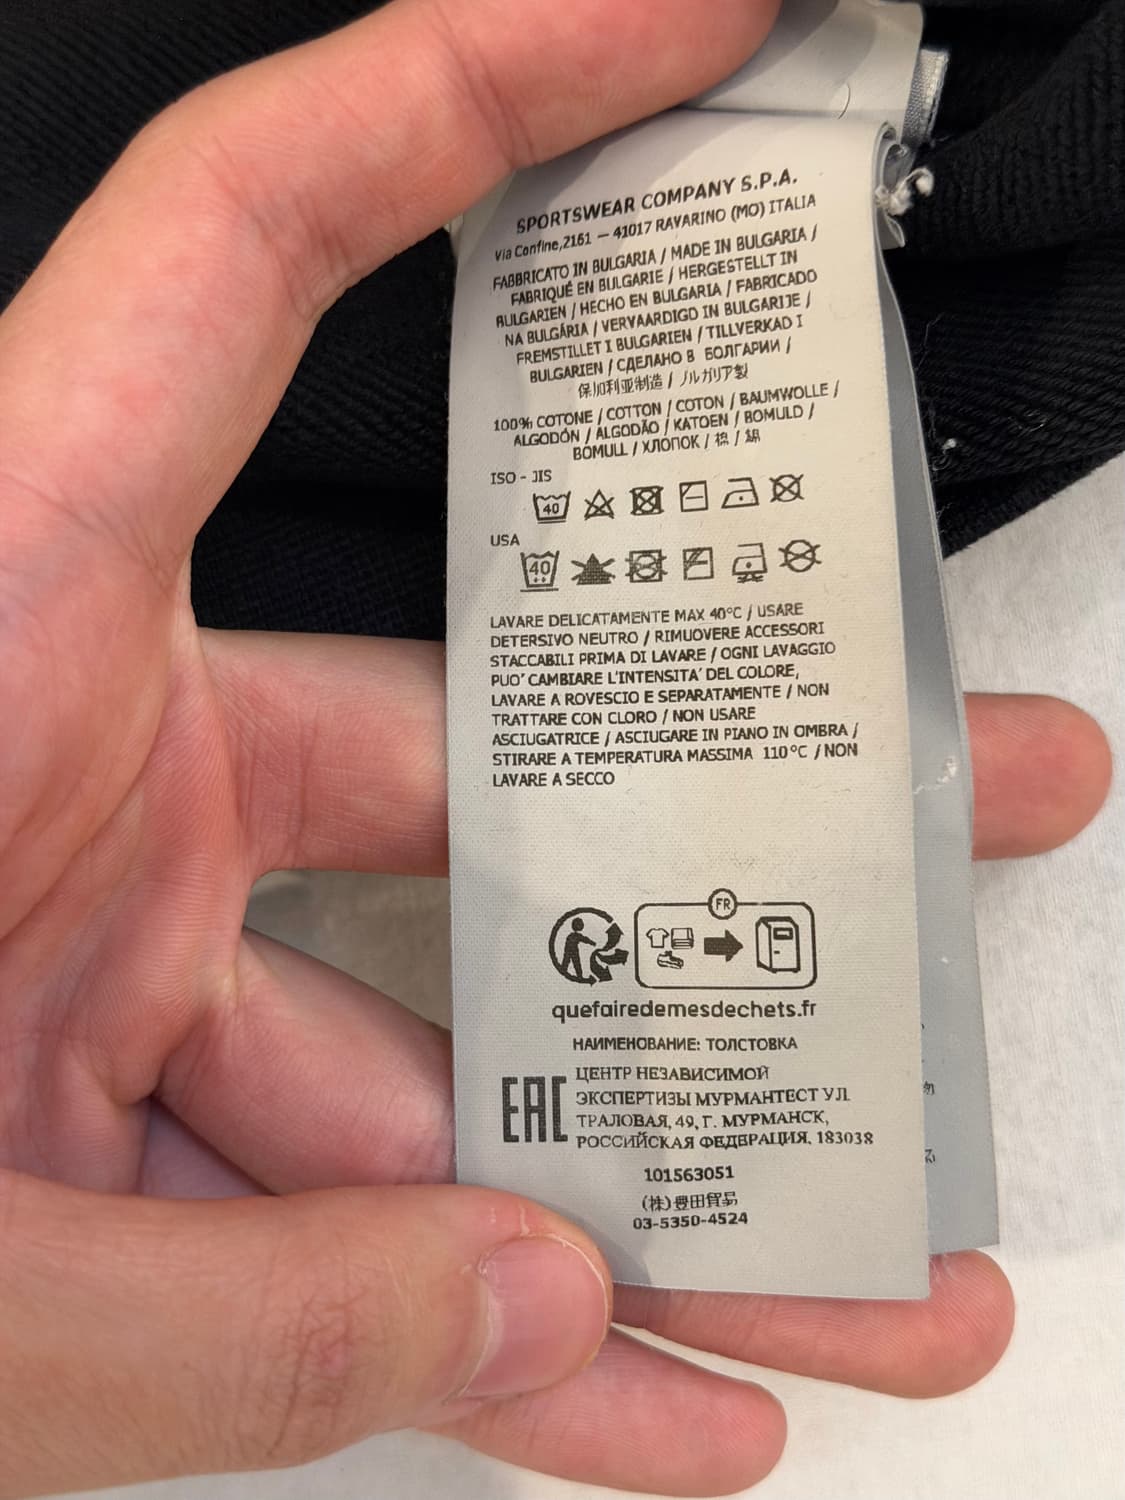 SPORTSWEAR COMPANY S.P.A.
Via Confine,2161 — 41017 RAVARINO (MO) ITALIA
FABBRICATO IN BULGARIA / MADE IN BULGARIA /
FABRIQUÉ EN BULGARIE / HERGESTELLT IN
BULGARIEN / HECHO EN BULGARIA / FABRICADO
NA BULGÁRIA / VERVAARDIGD IN BULGARIJE /
FREMSTILLET I BULGARIEN / TILLVERKAD I
BULGARIEN / СДЕЛАНО В БОЛГАРИИ /
保加利亚制造 / ブルガリア製
100% COTONE / COTTON / COTON / BAUMWOLLE /
ALGODÓN / ALGODÃO / KATOEN / BOMULD /
BOMULL / ХЛОПОК / 棉 / 綿
ISO - JIS
40
USA
40
LAVARE DELICATAMENTE MAX 40°C / USARE
DETERSIVO NEUTRO / RIMUOVERE ACCESSORI
STACCABILI PRIMA DI LAVARE / OGNI LAVAGGIO
PUO' CAMBIARE L'INTENSITA' DEL COLORE,
LAVARE A ROVESCIO E SEPARATAMENTE / NON
TRATTARE CON CLORO / NON USARE
ASCIUGATRICE / ASCIUGARE IN PIANO IN OMBRA /
STIRARE A TEMPERATURA MASSIMA 110°C / NON
LAVARE A SECCO
FR
quefairedemesdechets.fr
НАИМЕНОВАНИЕ: ТОЛСТОВКА
EAC
ЦЕНТР НЕЗАВИСИМОЙ
ЭКСПЕРТИЗЫ МУРМАНТЕСТ УЛ.
ТРАЛОВАЯ, 49, Г. МУРМАНСК,
РОССИЙСКАЯ ФЕДЕРАЦИЯ, 183038
101563051
(株)豊田貿易
03-5350-4524